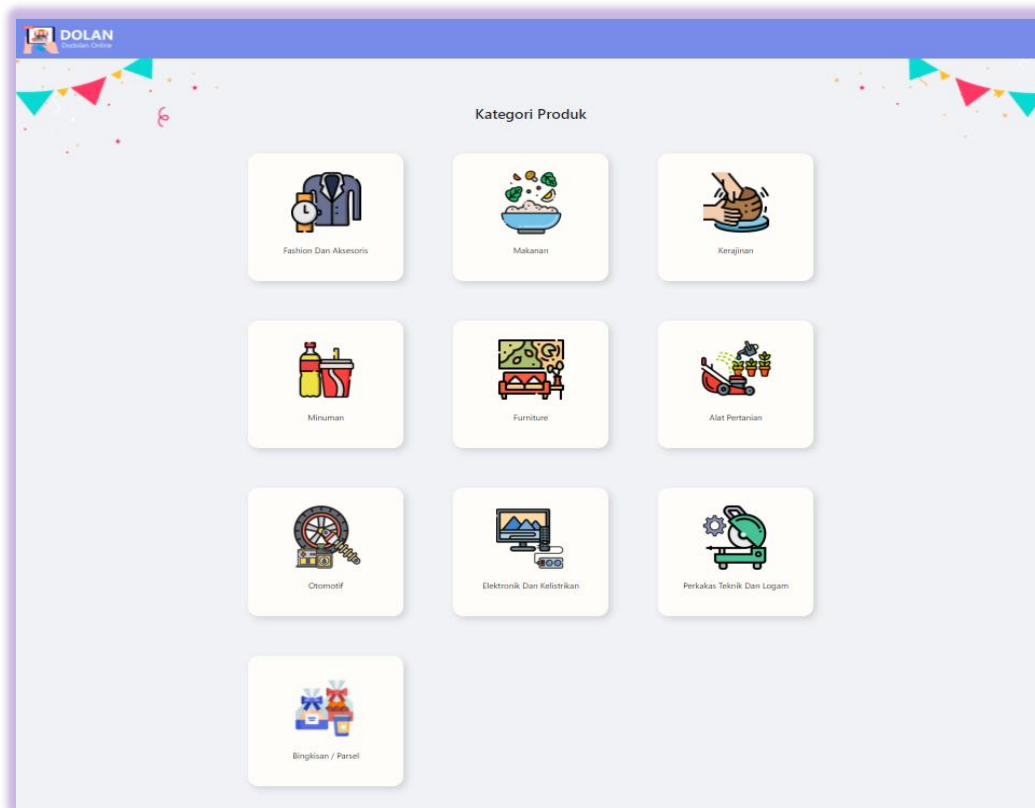 DOLAN
Dodolan Online
Kategori Produk
Fashion Dan Aksesoris
Makanan
Kerajinan
Minuman
Furniture
Alat Pertanian
Otomotif
Elektronik Dan Kelistrikan
Perkakas Teknik Dan Logam
Bingkisan / Parsel